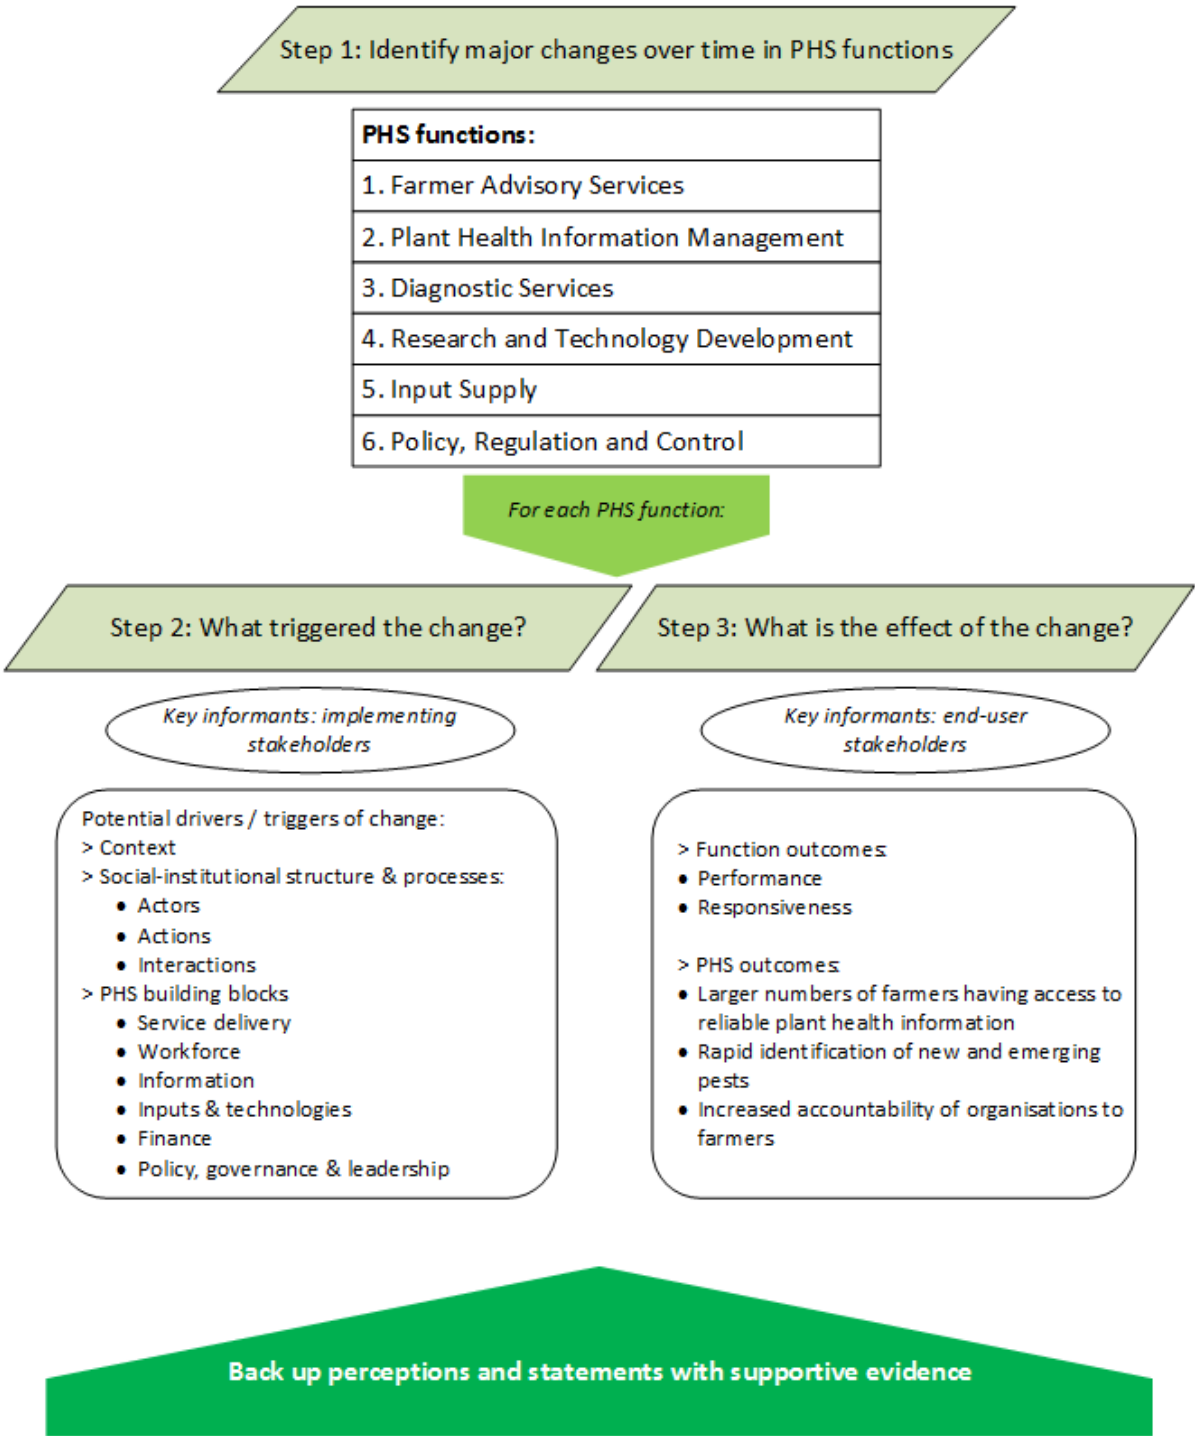 Step 1: Identify major changes over time in PHS functions
PHS functions:
1. Farmer Advisory Services
2. Plant Health Information Management
3. Diagnostic Services
4. Research and Technology Development
5. Input Supply
6. Policy, Regulation and Control
For each PHS function:
Step 2: What triggered the change?
Key informants: implementing
stakeholders
Potential drivers / triggers of change:
> Context
> Social-institutional structure & processes:
• Actors
• Actions
• Interactions
> PHS building blocks
• Service delivery
• Workforce
• Information
• Inputs & technologies
• Finance
• Policy, governance & leadership
Step 3: What is the effect of the change?
Key informants: end-user
stakeholders
> Function outcomes:
• Performance
• Responsiveness
> PHS outcomes:
• Larger numbers of farmers having access to
reliable plant health information
• Rapid identification of new and emerging
pests
• Increased accountability of organisations to
farmers
Back up perceptions and statements with supportive evidence